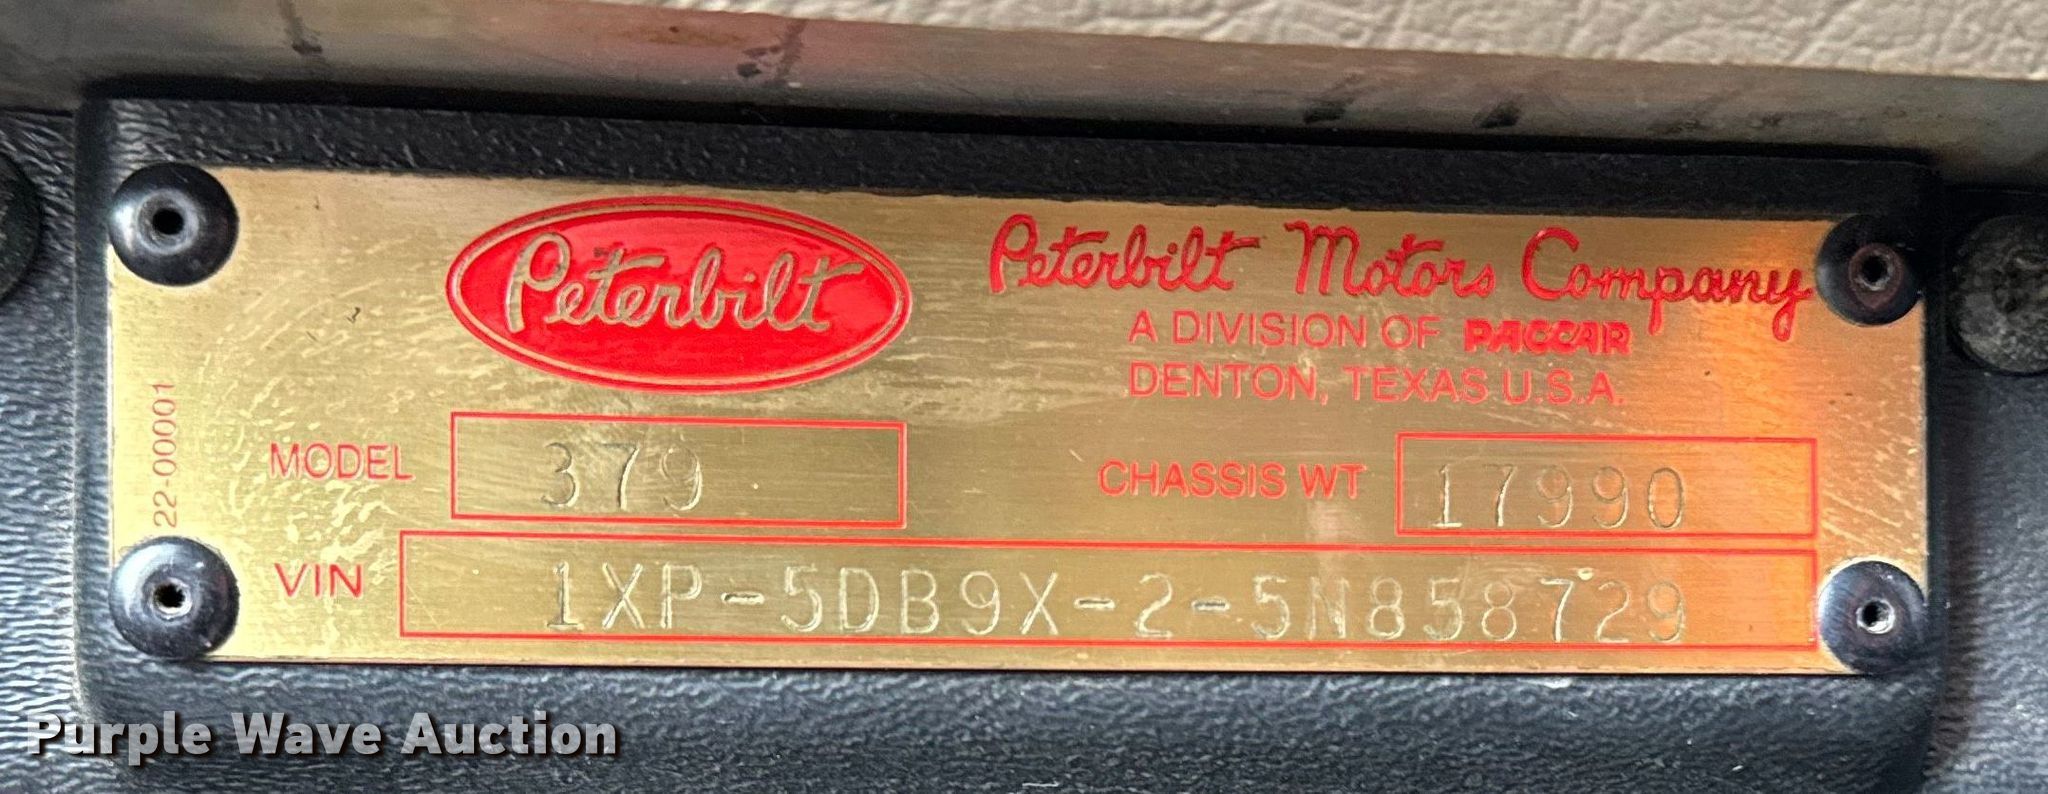 Peterbilt
Peterbilt Motors Company
A DIVISION OF PACCAR
DENTON, TEXAS U.S.A.
22-00001
MODEL 379
CHASSIS WT 17990
VIN 1XP-5DB9X-2-5N858729
Purple Wave Auction